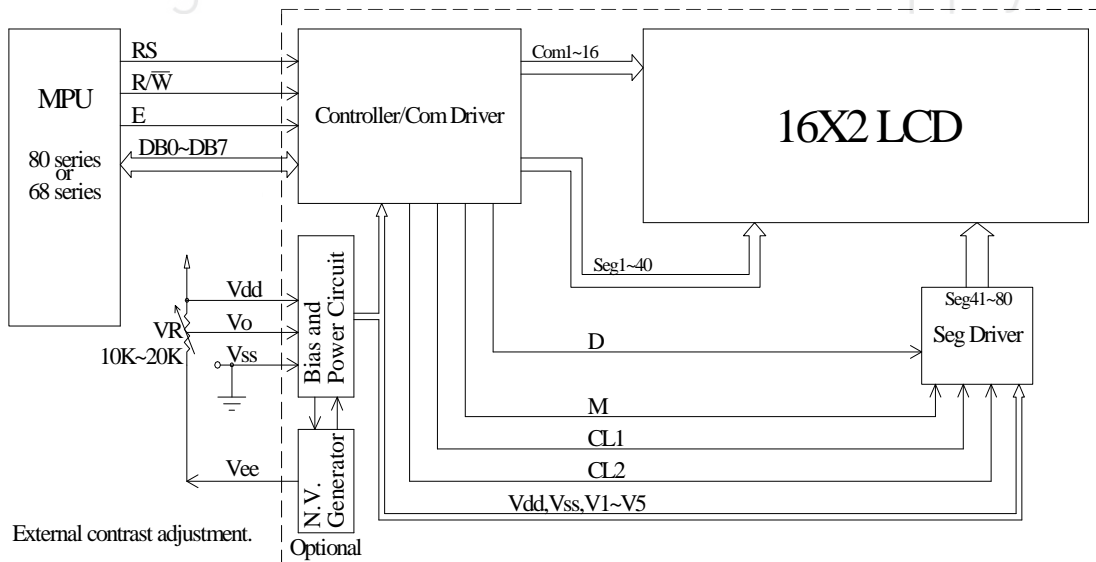 RS
R/W̅
E
DB0~DB7
MPU
80 series
or
68 series
Controller/Com Driver
Com1~16
16X2 LCD
Seg1~40
Seg41~80
Seg Driver
Vdd
Vo
Vss
VR
10K~20K
Bias and
Power Circuit
D
M
CL1
CL2
Vdd,Vss,V1~V5
Vee
N.V.
Generator
Optional
External contrast adjustment.